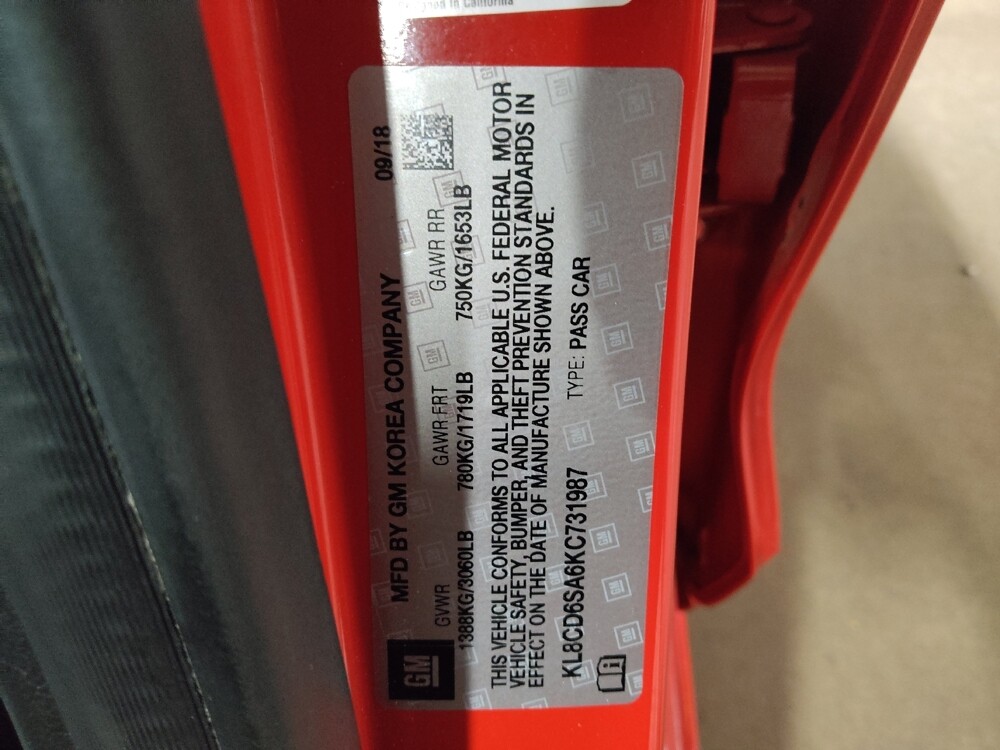 in California
GM
MFD BY GM KOREA COMPANY 09/18
GVWR GAWR FRT GAWR RR
1388KG/3060LB 780KG/1719LB 750KG/1653LB
THIS VEHICLE CONFORMS TO ALL APPLICABLE U.S. FEDERAL MOTOR
VEHICLE SAFETY, BUMPER, AND THEFT PREVENTION STANDARDS IN
EFFECT ON THE DATE OF MANUFACTURE SHOWN ABOVE.
KL8CD6SA6KC731987 TYPE: PASS CAR